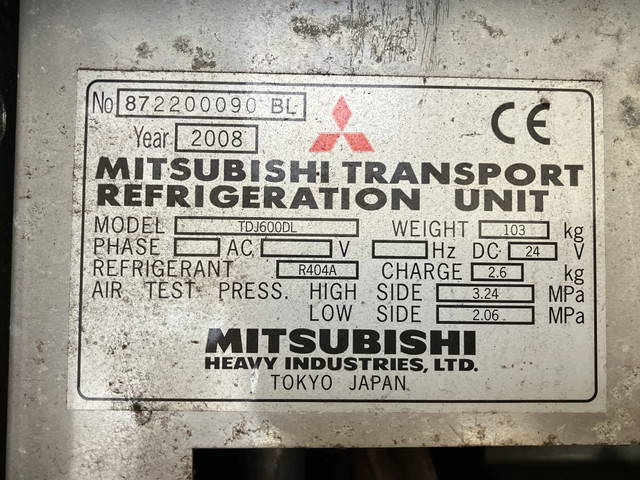 No 872200090 BL
CE
Year 2008
MITSUBISHI TRANSPORT
REFRIGERATION UNIT
MODEL TDJ600DL WEIGHT 103 kg
PHASE AC V Hz DC 24 V
REFRIGERANT R404A CHARGE 2.6 kg
AIR TEST PRESS. HIGH SIDE 3.24 MPa
LOW SIDE 2.06 MPa
MITSUBISHI
HEAVY INDUSTRIES, LTD.
TOKYO JAPAN